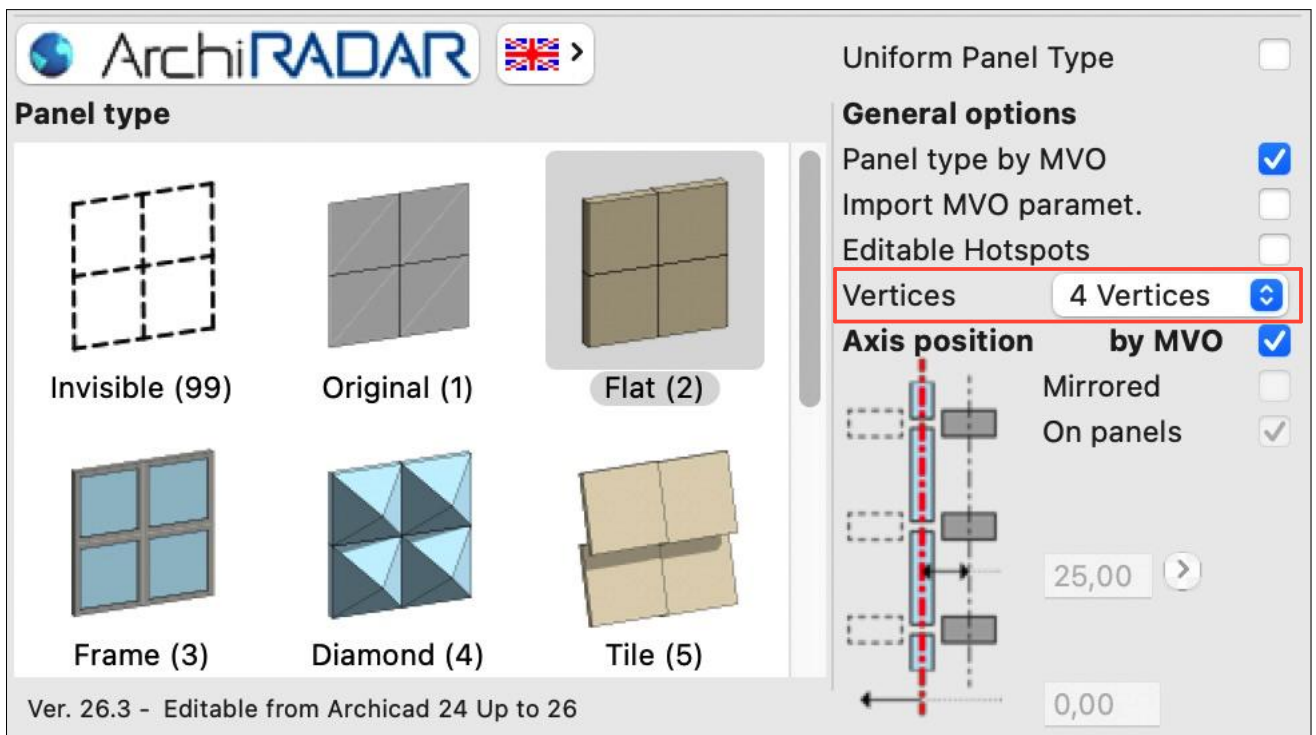 ArchiRADAR
Panel type
Invisible (99)
Original (1)
Flat (2)
Frame (3)
Diamond (4)
Tile (5)
Ver. 26.3 - Editable from Archicad 24 Up to 26
Uniform Panel Type
General options
Panel type by MVO
Import MVO paramet.
Editable Hotspots
Vertices 4 Vertices
Axis position by MVO
Mirrored
On panels
25,00
0,00